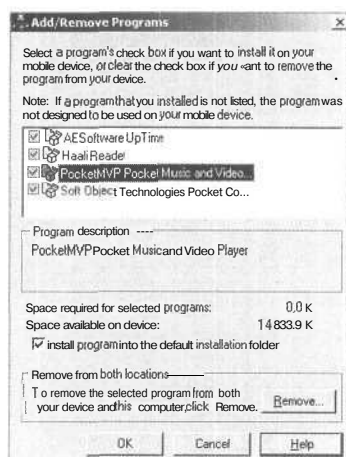 Add/Remove Programs
Select a program's check box if you want to install it on your
mobile device, or clear the check box if you want to remove the
program from your device.
Note: If a program that you installed is not listed, the program was
not designed to be used on your mobile device.
AESoftware UpTime
Haali Reader
PocketMVP Pocket Music and Video...
Soft Object Technologies Pocket Co...
Program description ----
PocketMVP Pocket Music and Video Player
Space required for selected programs: 0,0 K
Space available on device: 14 833.9 K
install program into the default installation folder
Remove from both locations
To remove the selected program from both
your device and this computer, click Remove.
Remove...
OK Cancel Help